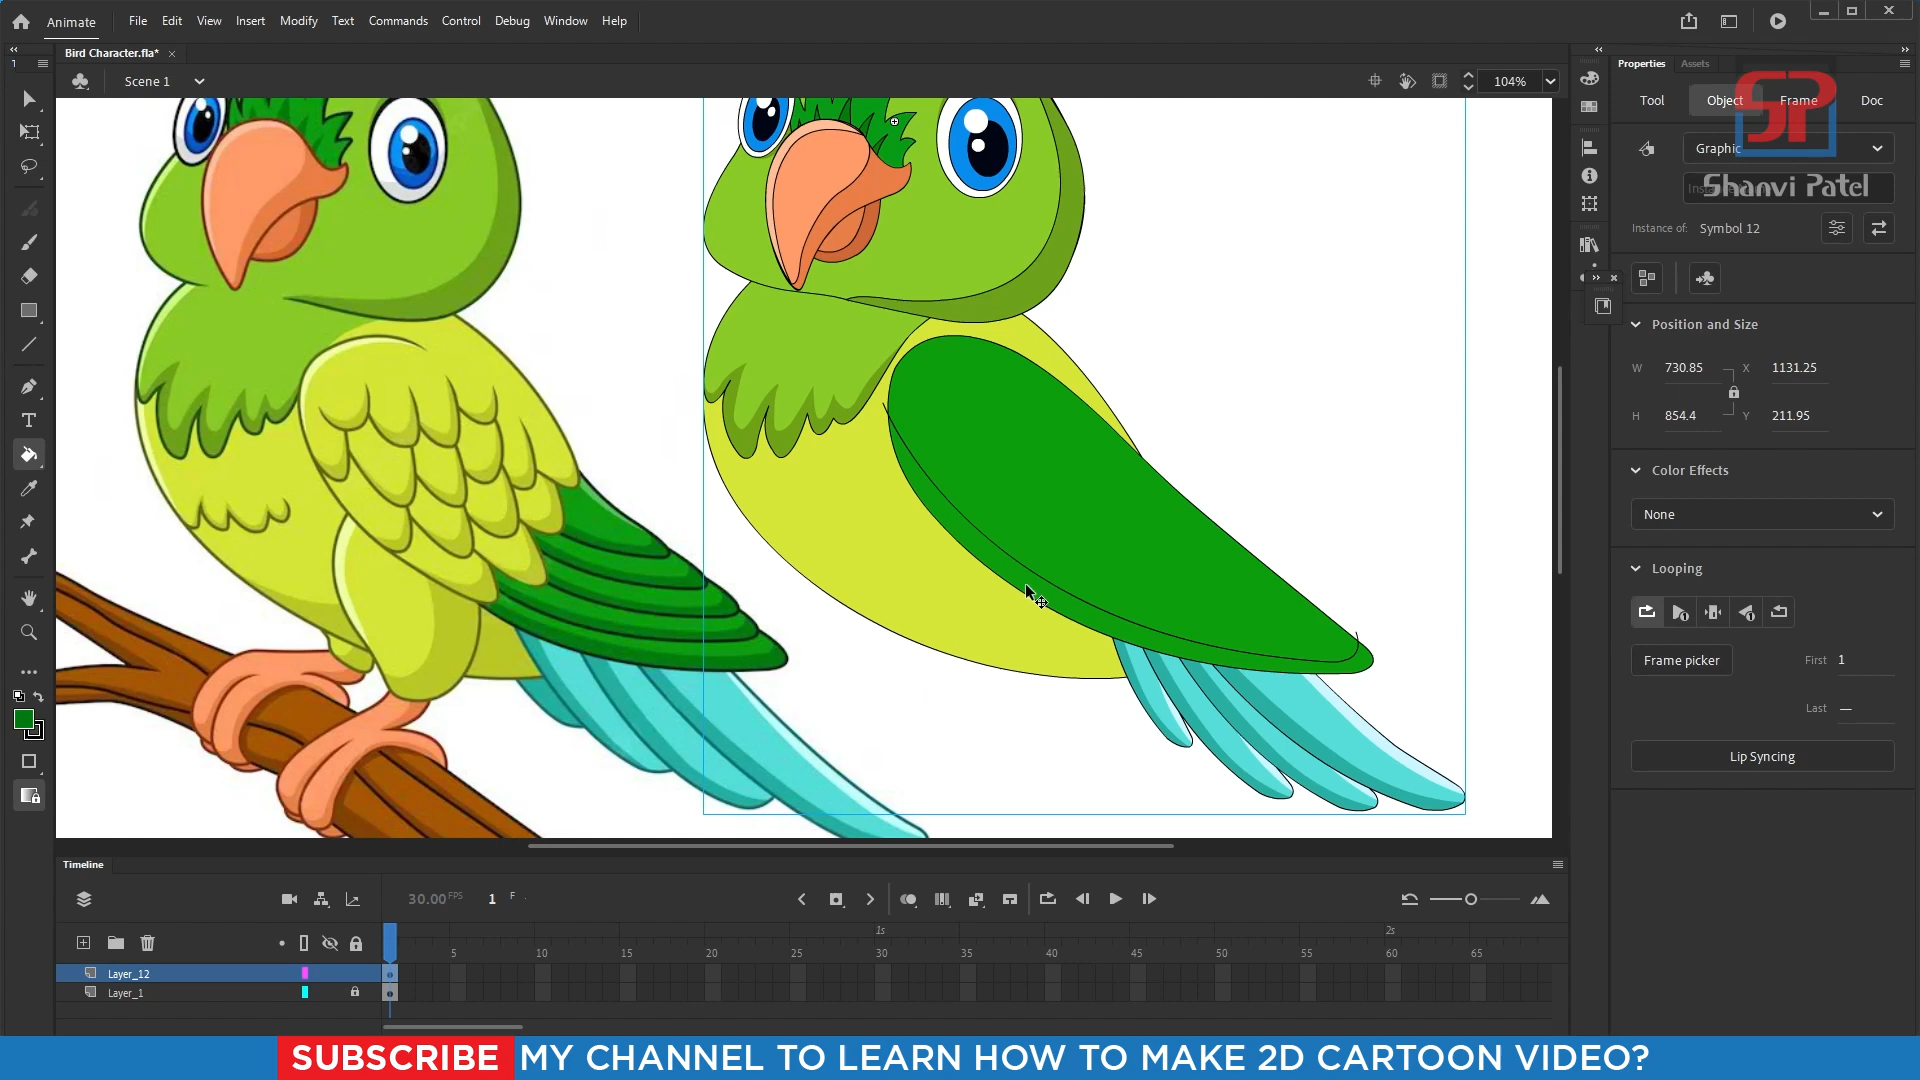 Animate
File Edit View Insert Modify Text Commands Control Debug Window Help
Bird Character.fla* ×
Scene 1
104%
Properties Assets
Tool Object Frame Doc
SP
Graphic
Shanvi Patel
Instance of: Symbol 12
Position and Size
W 730.85 X 1131.25
H 854.4 Y 211.95
Color Effects
None
Looping
Frame picker First 1
Last —
Lip Syncing
Timeline
30.00 FPS 1 F
1s 2s
5 10 15 20 25 30 35 40 45 50 55 60 65
Layer_12
Layer_1
SUBSCRIBE MY CHANNEL TO LEARN HOW TO MAKE 2D CARTOON VIDEO?